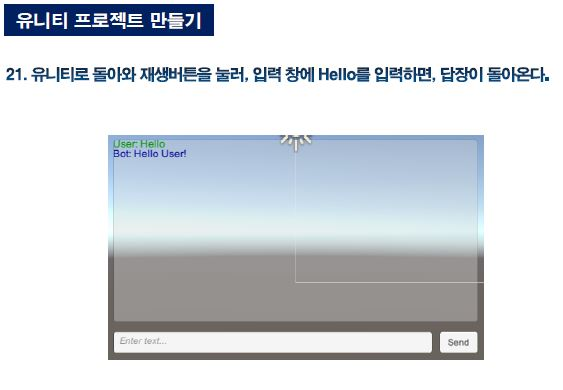 유니티 프로젝트 만들기
21. 유니티로 돌아와 재생버튼을 눌러, 입력 창에 Hello를 입력하면, 답장이 돌아온다.
User: Hello
Bot: Hello User!
Enter text...
Send